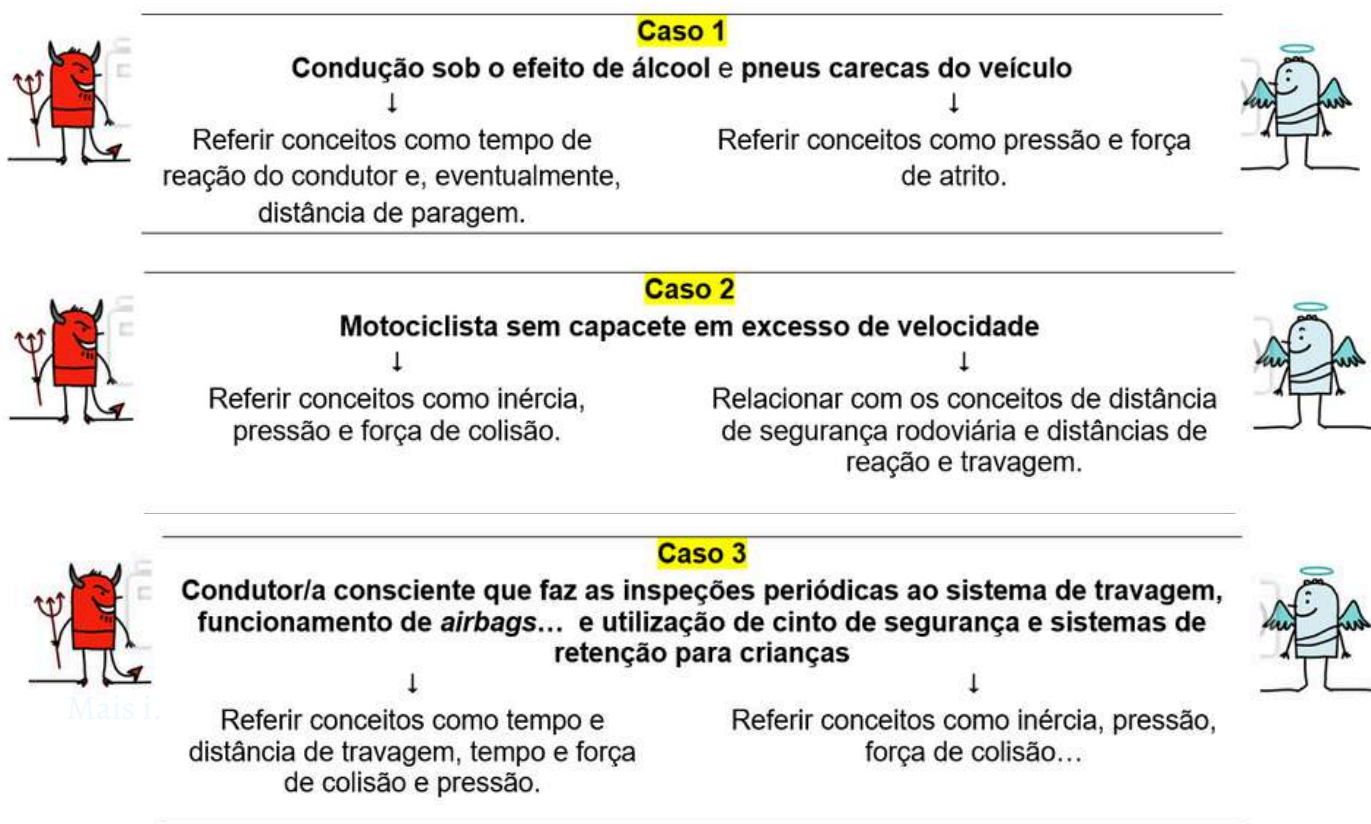 Caso 1
Condução sob o efeito de álcool e pneus carecas do veículo
↓ ↓
Referir conceitos como tempo de
reação do condutor e, eventualmente,
distância de paragem.
Referir conceitos como pressão e força
de atrito.
Caso 2
Motociclista sem capacete em excesso de velocidade
↓ ↓
Referir conceitos como inércia,
pressão e força de colisão.
Relacionar com os conceitos de distância
de segurança rodoviária e distâncias de
reação e travagem.
Caso 3
Condutor/a consciente que faz as inspeções periódicas ao sistema de travagem,
funcionamento de airbags... e utilização de cinto de segurança e sistemas de
retenção para crianças
↓ ↓
Mais i.
Referir conceitos como tempo e
distância de travagem, tempo e força
de colisão e pressão.
Referir conceitos como inércia, pressão,
força de colisão...